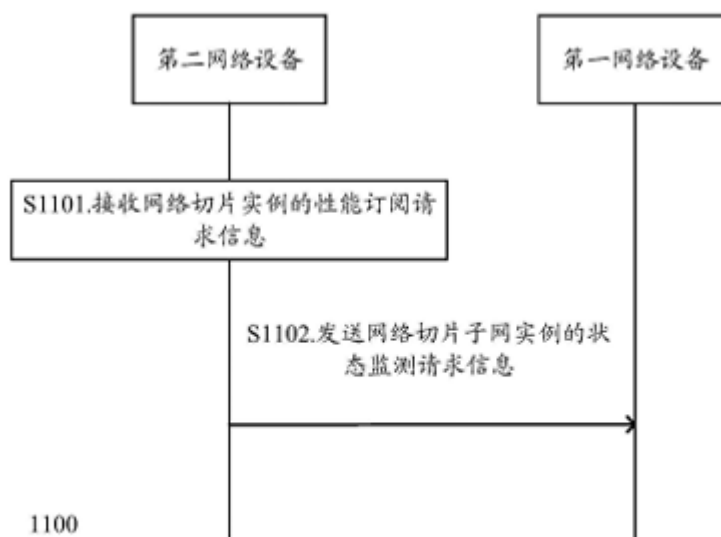 第二网络设备
第一网络设备
S1101.接收网络切片实例的性能订阅请
求信息
S1102.发送网络切片子网实例的状
态监测请求信息
1100